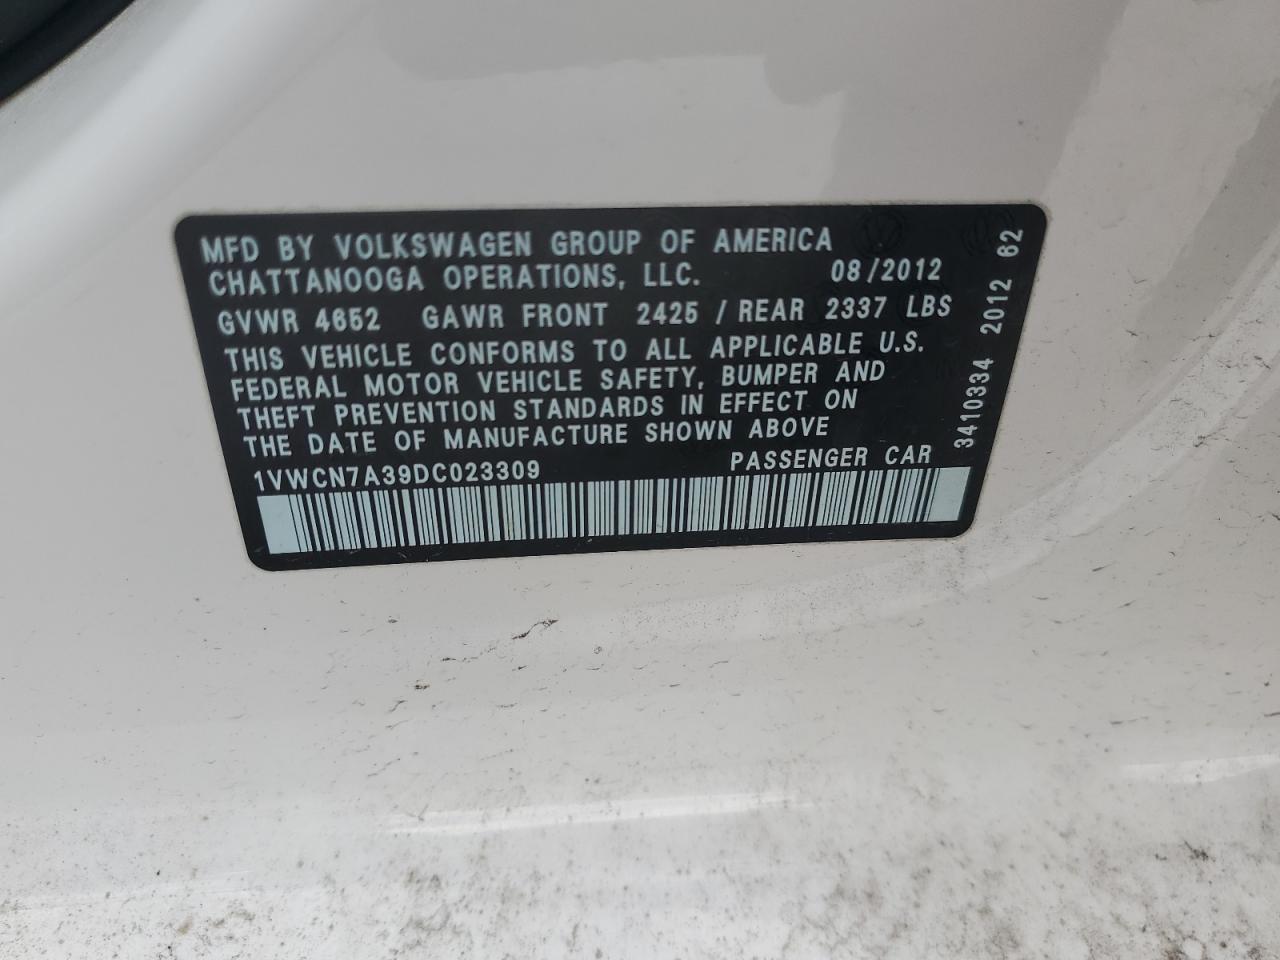 MFD BY VOLKSWAGEN GROUP OF AMERICA
CHATTANOOGA OPERATIONS, LLC. 08/2012
GVWR 4652 GAWR FRONT 2425 / REAR 2337 LBS
THIS VEHICLE CONFORMS TO ALL APPLICABLE U.S.
FEDERAL MOTOR VEHICLE SAFETY, BUMPER AND
THEFT PREVENTION STANDARDS IN EFFECT ON
THE DATE OF MANUFACTURE SHOWN ABOVE
1VWCN7A39DC023309 PASSENGER CAR
3410334 2012 62